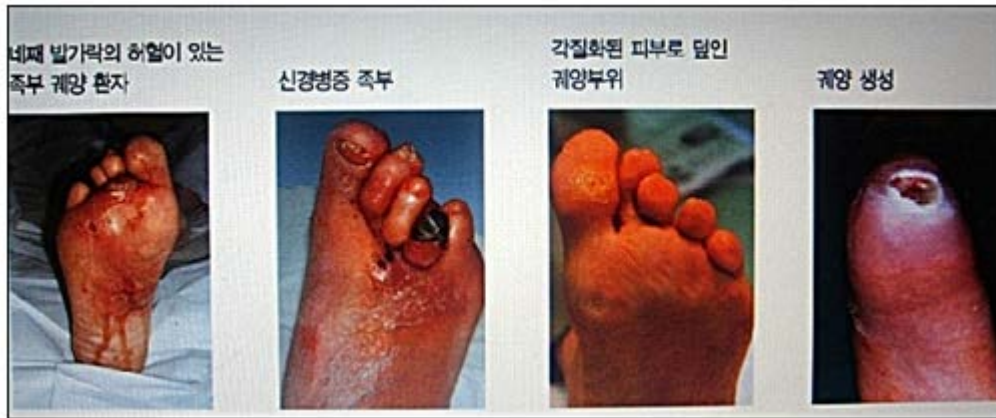 네째 발가락의 허혈이 있는
족부 궤양 환자
신경병증 족부
각질화된 피부로 덮인
궤양부위
궤양 생성